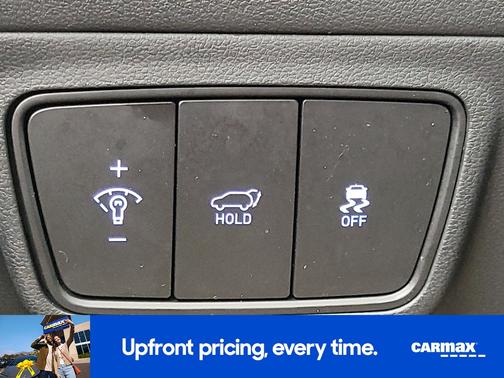 +
−
HOLD
OFF
Upfront pricing, every time.
CARMAX